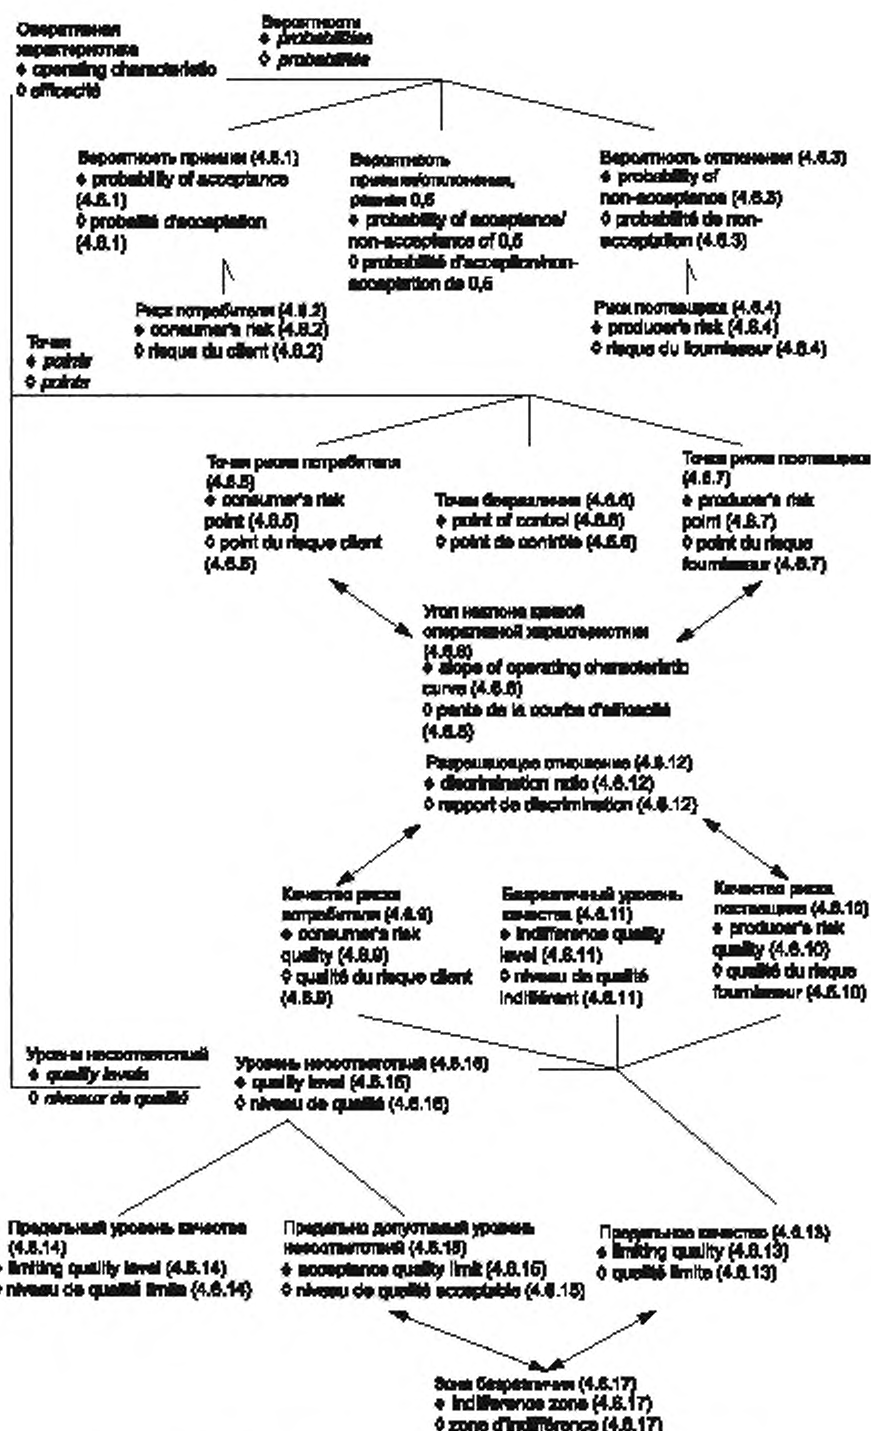 Оперативная
характеристика
♦ operating characteristic
◊ efficacité
Вероятности
♦ probabilities
◊ probabilités
Вероятность приемки (4.6.1)
♦ probability of acceptance
(4.6.1)
◊ probalité d'acceptation
(4.6.1)
Вероятность
приемки/отклонения,
равная 0,5
♦ probability of acceptance/
non-acceptance of 0,5
◊ probabilité d'acception/non-
acceptation de 0,5
Вероятность отклонения (4.6.3)
♦ probability of
non-acceptance (4.6.3)
◊ probabilité de non-
acceptation (4.6.3)
Риск потребителя (4.6.2)
♦ consumer's risk (4.6.2)
◊ risque du client (4.6.2)
Риск поставщика (4.6.4)
♦ producer's risk (4.6.4)
◊ risque du fournisseur (4.6.4)
Точки
♦ points
◊ points
Точка риска потребителя
(4.6.5)
♦ consumer's risk
point (4.6.5)
◊ point du risque client
(4.6.5)
Точка безразличия (4.6.6)
♦ point of control (4.6.6)
◊ point de contrôle (4.6.6)
Точка риска поставщика
(4.6.7)
♦ producer's risk
point (4.6.7)
◊ point du risque
fournisseur (4.6.7)
Угол наклона кривой
оперативной характеристики
(4.6.8)
♦ slope of operating characteristic
curve (4.6.8)
◊ pente de la courbe d'efficacité
(4.6.8)
Разрешающее отношение (4.6.12)
♦ discrimination ratio (4.6.12)
◊ rapport de discrimination (4.6.12)
Качество риска
потребителя (4.6.9)
♦ consumer's risk
quality (4.6.9)
◊ qualité du risque client
(4.6.9)
Безразличный уровень
качества (4.6.11)
♦ indifference quality
level (4.6.11)
◊ niveau de qualité
indifférent (4.6.11)
Качество риска
поставщика (4.6.10)
♦ producer's risk
quality (4.6.10)
◊ qualité du risque
fournisseur (4.6.10)
Уровни несоответствий
♦ quality levels
◊ niveaux de qualité
Уровень несоответствий (4.6.16)
♦ quality level (4.6.16)
◊ niveau de qualité (4.6.16)
Предельный уровень качества
(4.6.14)
♦ limiting quality level (4.6.14)
◊ niveau de qualité limite (4.6.14)
Предельно допустимый уровень
несоответствий (4.6.15)
♦ acceptance quality limit (4.6.15)
◊ niveau de qualité acceptable (4.6.15)
Предельное качество (4.6.13)
♦ limiting quality (4.6.13)
◊ qualité limite (4.6.13)
Зона безразличия (4.6.17)
♦ indifference zone (4.6.17)
◊ zone d'indifférence (4.6.17)